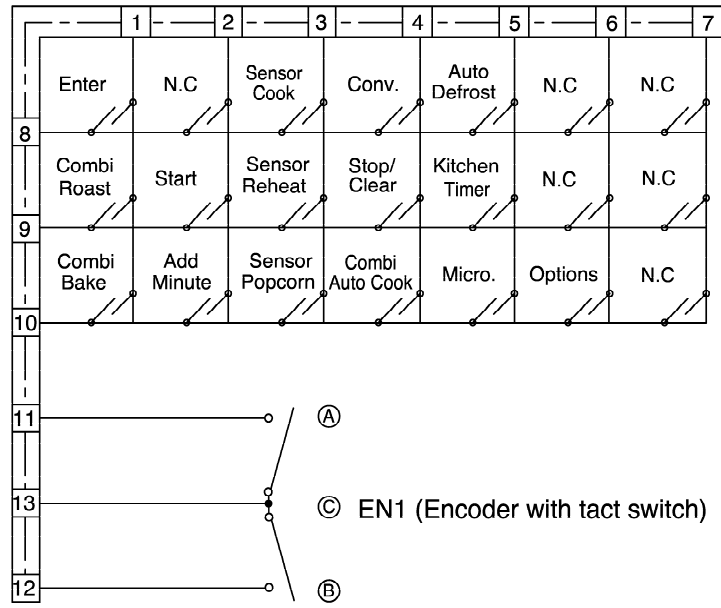 1 2 3 4 5 6 7
Enter N.C Sensor Cook Conv. Auto Defrost N.C N.C
8
Combi Roast Start Sensor Reheat Stop/ Clear Kitchen Timer N.C N.C
9
Combi Bake Add Minute Sensor Popcorn Combi Auto Cook Micro. Options N.C
10
11 A
13 C EN1 (Encoder with tact switch)
12 B